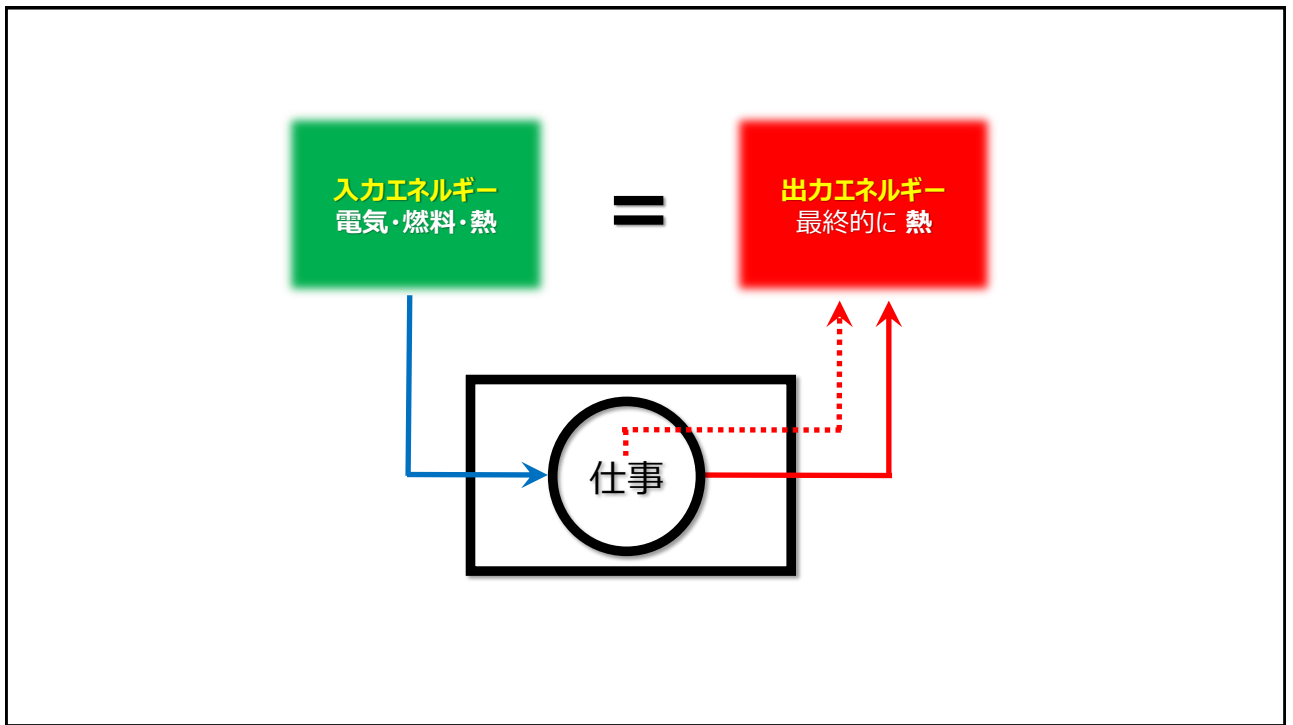 入力エネルギー
電気・燃料・熱
=
出力エネルギー
最終的に 熱
仕事